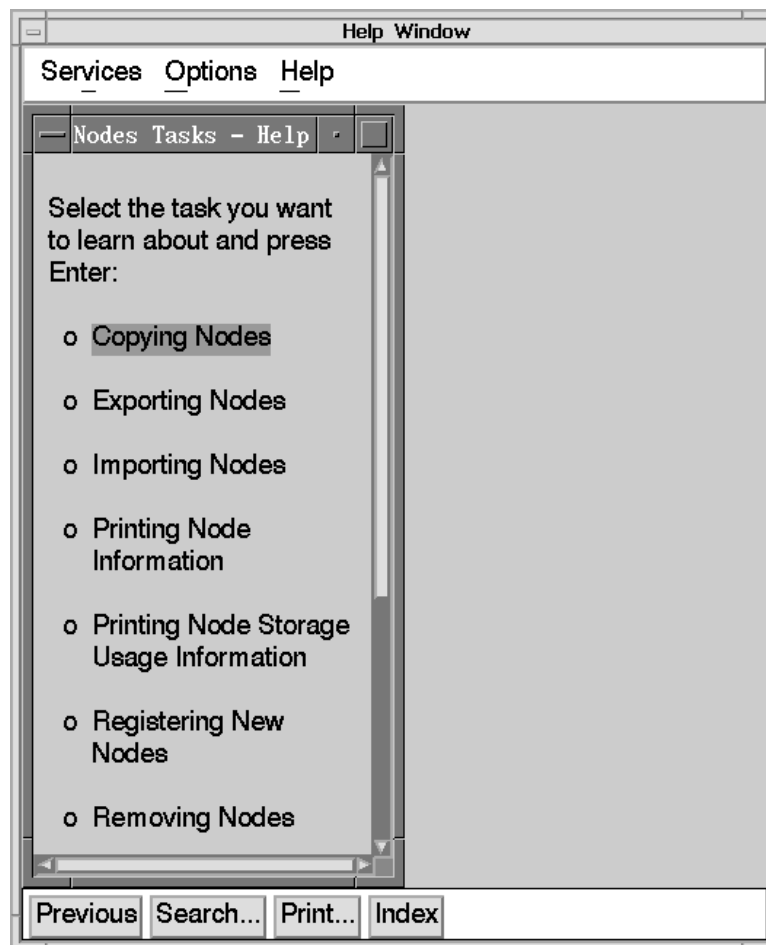 Help Window
Services Options Help
Nodes Tasks - Help
Select the task you want
to learn about and press
Enter:
o Copying Nodes
o Exporting Nodes
o Importing Nodes
o Printing Node
Information
o Printing Node Storage
Usage Information
o Registering New
Nodes
o Removing Nodes
Previous Search... Print... Index